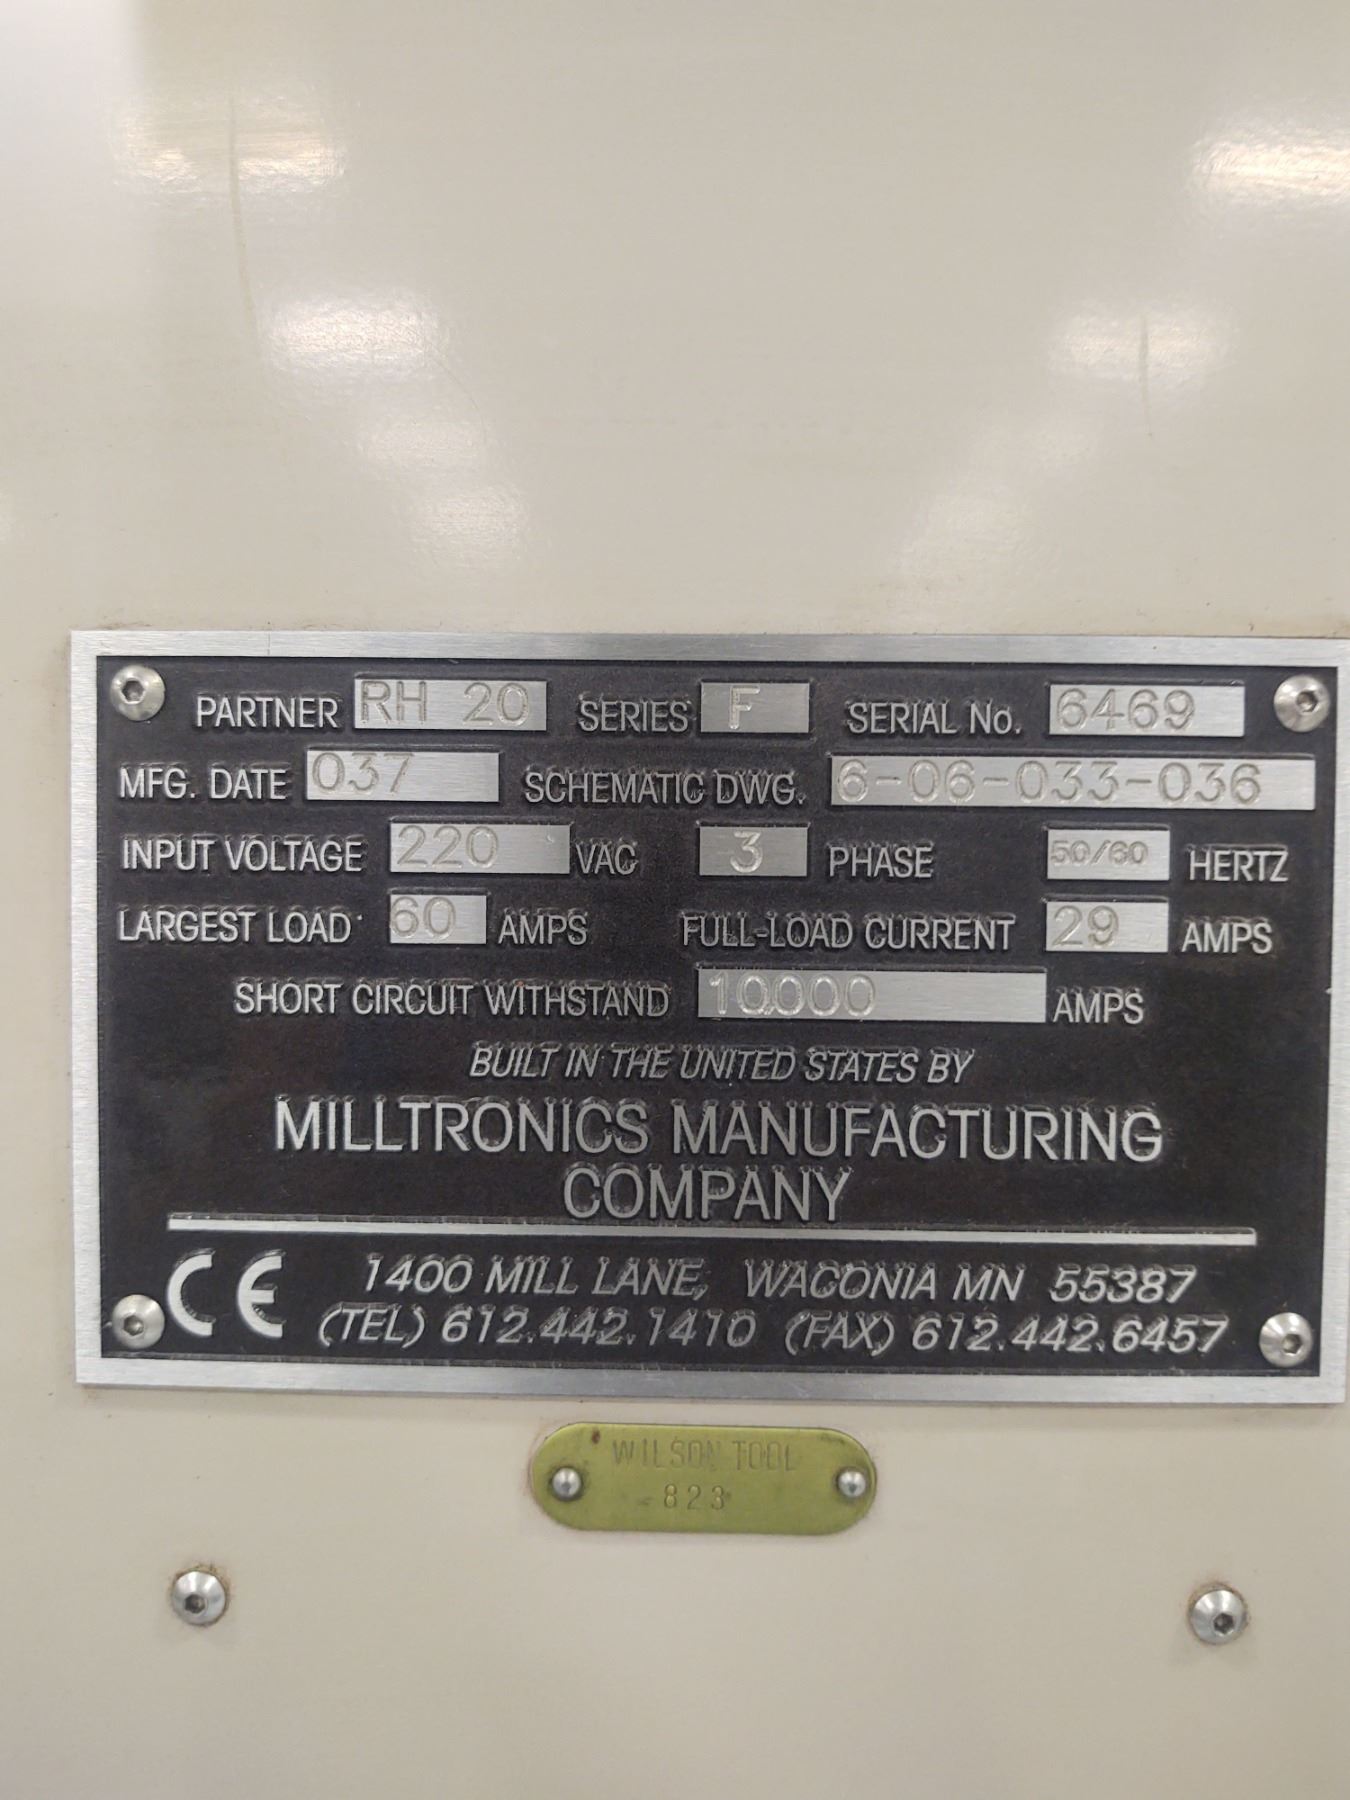 PARTNER RH 20 SERIES F SERIAL No. 6469
MFG. DATE 037 SCHEMATIC DWG. 6-06-033-036
INPUT VOLTAGE 220 VAC 3 PHASE 50/60 HERTZ
LARGEST LOAD 60 AMPS FULL-LOAD CURRENT 29 AMPS
SHORT CIRCUIT WITHSTAND 10,000 AMPS
BUILT IN THE UNITED STATES BY
MILLTRONICS MANUFACTURING
COMPANY
CE 1400 MILL LANE, WACONIA MN 55387
(TEL) 612.442.1410 (FAX) 612.442.6457
WILSON TOOL
823